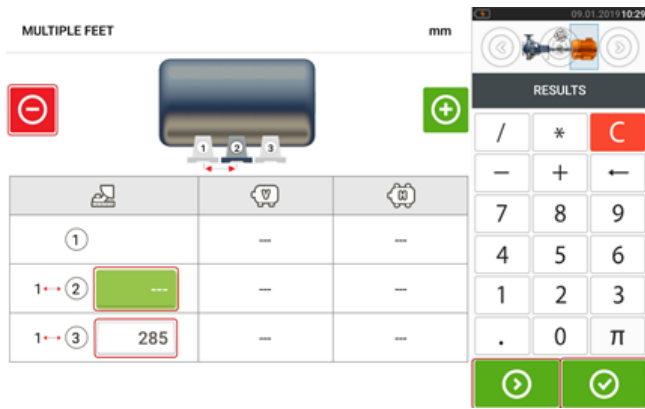 MULTIPLE FEET
mm
09.01.2019 10:29
RESULTS
1 2 3
V H
1 --- ---
1 ↔ 2 --- --- ---
1 ↔ 3 285 --- ---
/ * C
− + ←
7 8 9
4 5 6
1 2 3
. 0 π